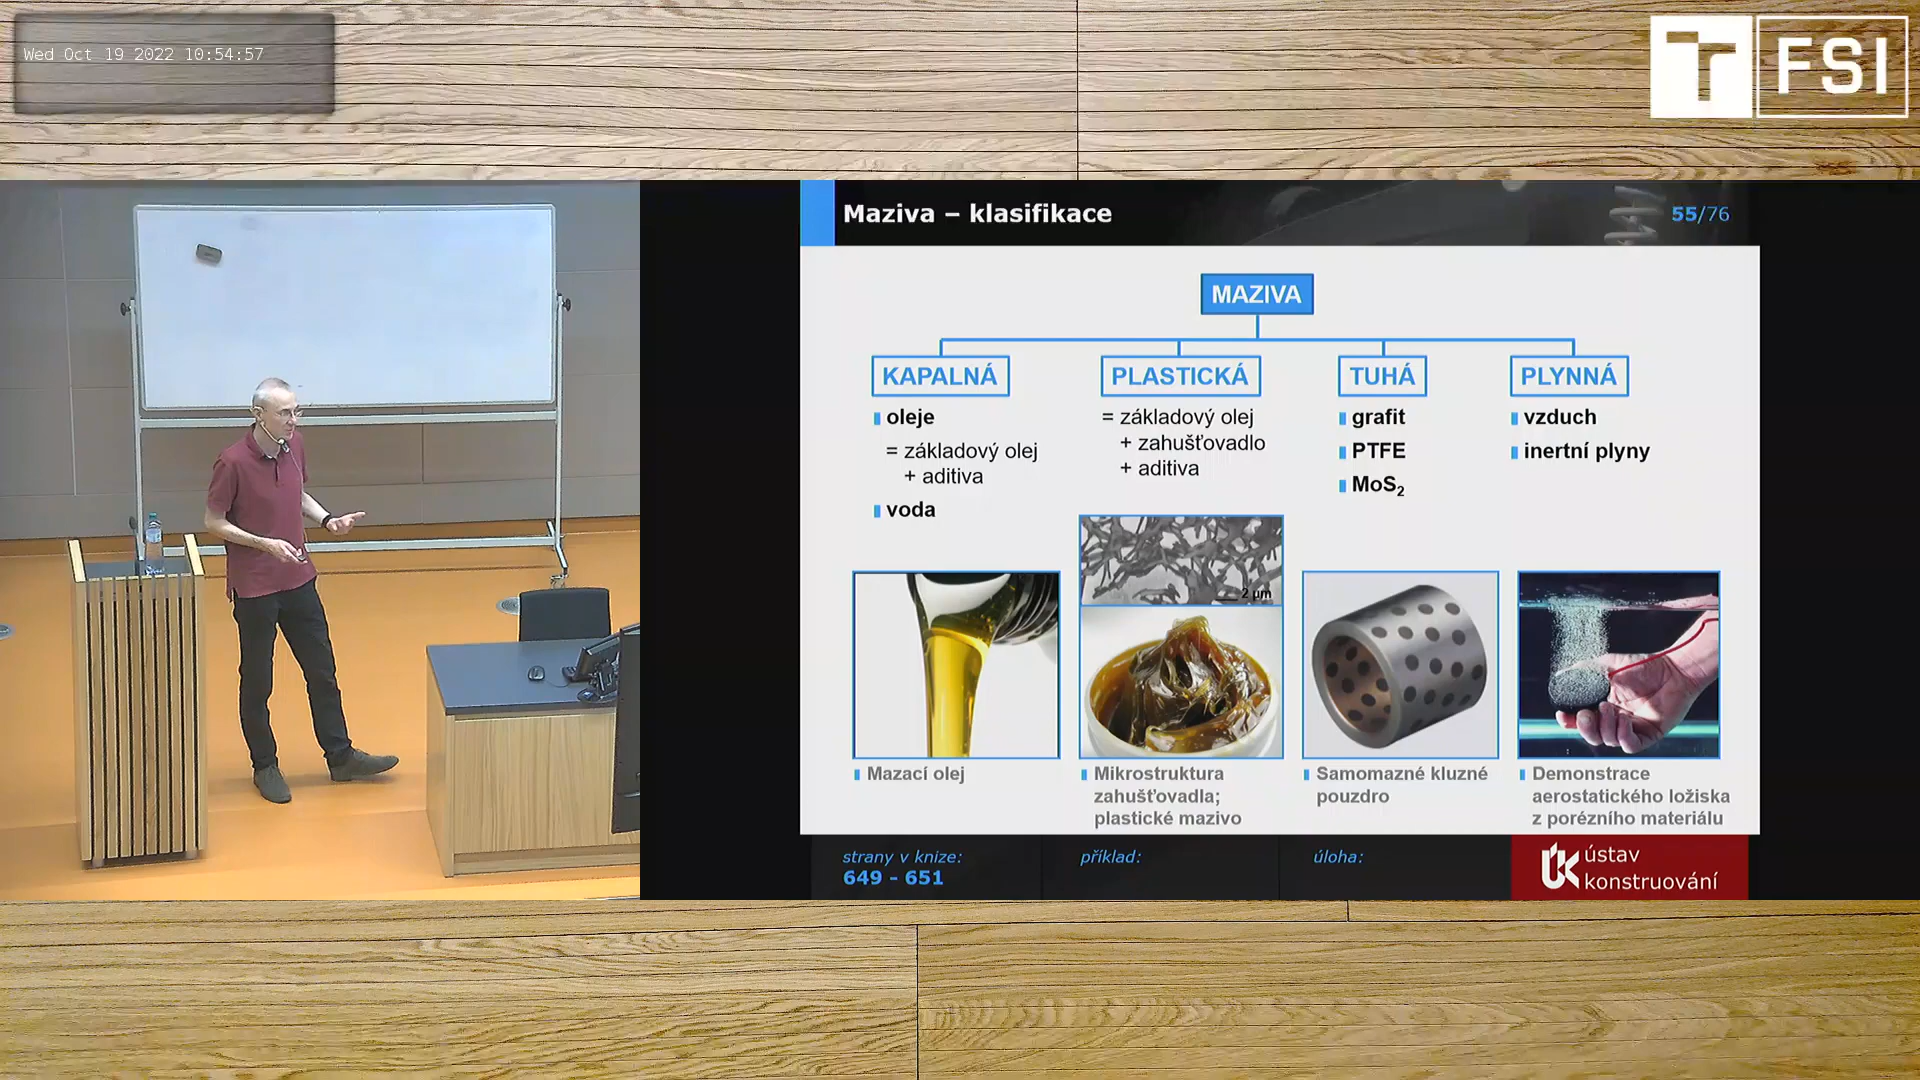 Wed Oct 19 2022 10:54:57
T FSI
Maziva – klasifikace
55/76
MAZIVA
KAPALNÁ
oleje
= základový olej
+ aditiva
voda
PLASTICKÁ
= základový olej
+ zahušťovadlo
+ aditiva
TUHÁ
grafit
PTFE
MoS₂
PLYNNÁ
vzduch
inertní plyny
2 µm
Mazací olej
Mikrostruktura
zahušťovadla;
plastické mazivo
Samomazné kluzné
pouzdro
Demonstrace
aerostatického ložiska
z porézního materiálu
strany v knize:
649 - 651
příklad:
úloha:
ÚK ústav
konstruování